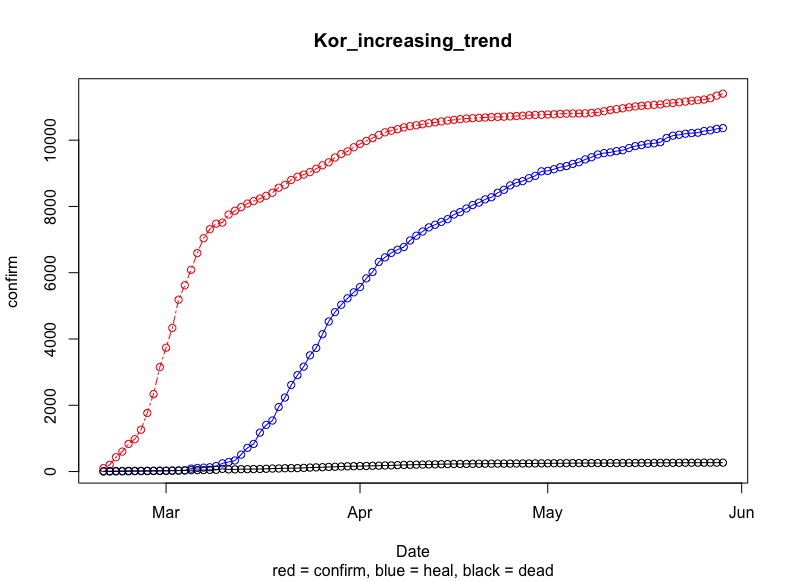 Kor_increasing_trend
confirm
10000
8000
6000
4000
2000
0
Mar Apr May Jun
Date
red = confirm, blue = heal, black = dead